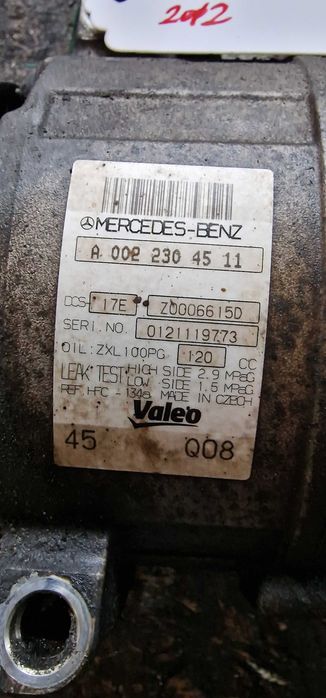 2012
MERCEDES-BENZ
A 002 230 45 11
DCS-17E Z0006615D
SERI.NO. 0121119773
OIL:ZXL100PG 120 CC
LEAK TEST HIGH SIDE 2.9 MPaG
LOW SIDE 1.5 MPaG
REF.HFC-134a MADE IN CZECH
Valeo
45 Q08